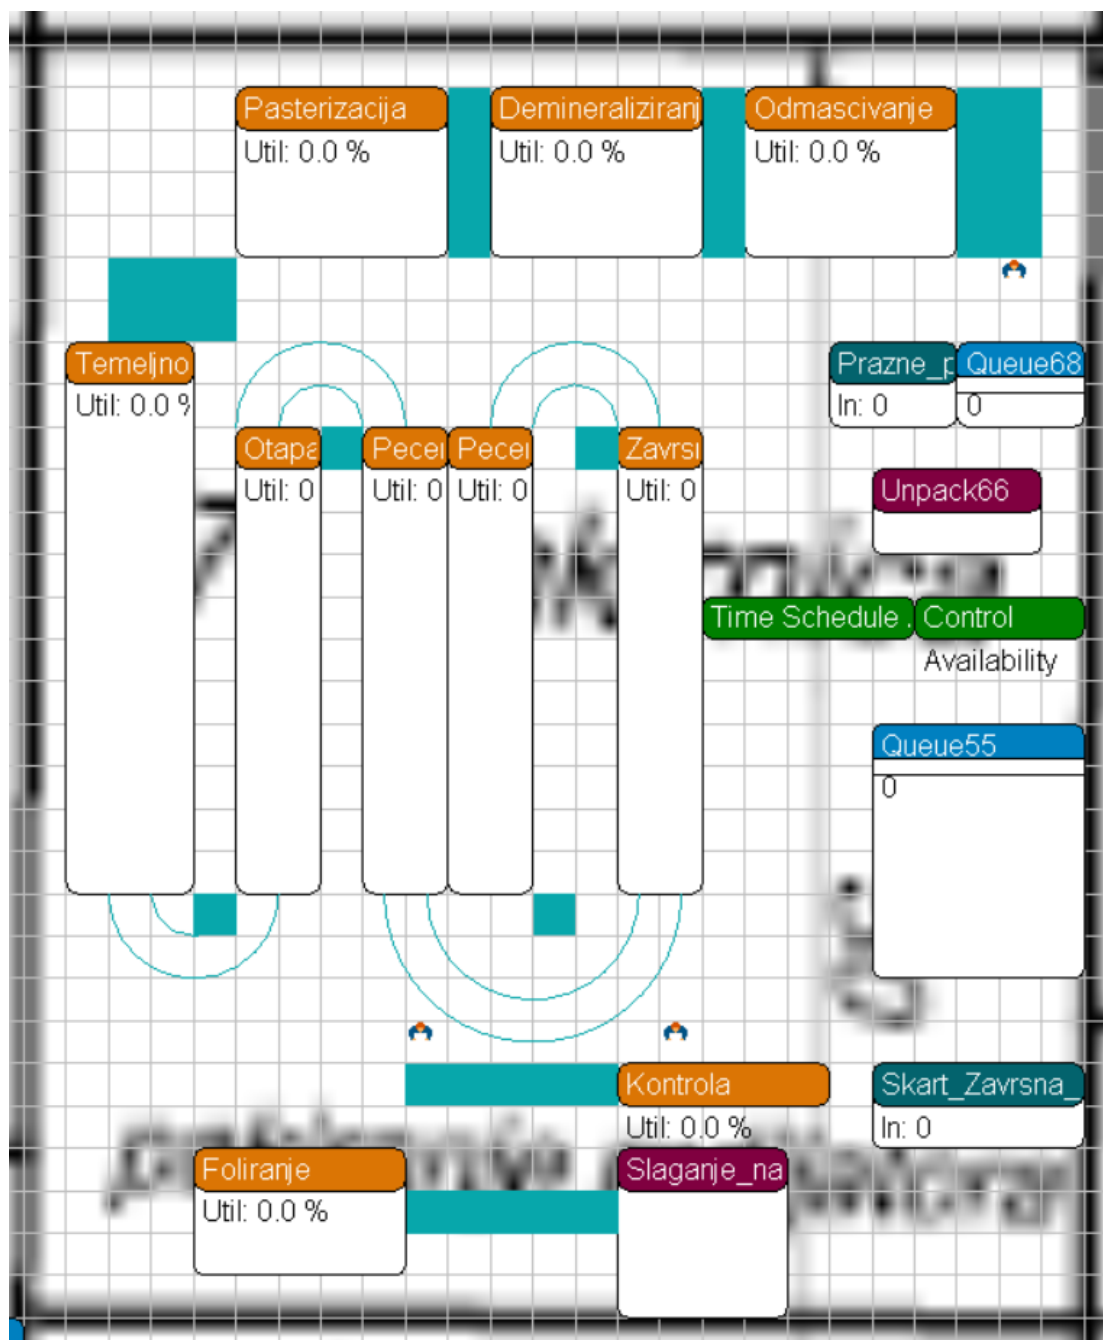 Pasterizacija
Util: 0.0 %
Demineraliziranj
Util: 0.0 %
Odmascivanje
Util: 0.0 %
Temeljno
Util: 0.0 %
Prazne_p
In: 0
Queue68
0
Otapa
Util: 0
Pecer
Util: 0
Pecer
Util: 0
Zavrsi
Util: 0
Unpack66
Time Schedule .
Control
Availability
Queue55
0
Kontrola
Util: 0.0 %
Skart_Zavrsna_
In: 0
Foliranje
Util: 0.0 %
Slaganje_na